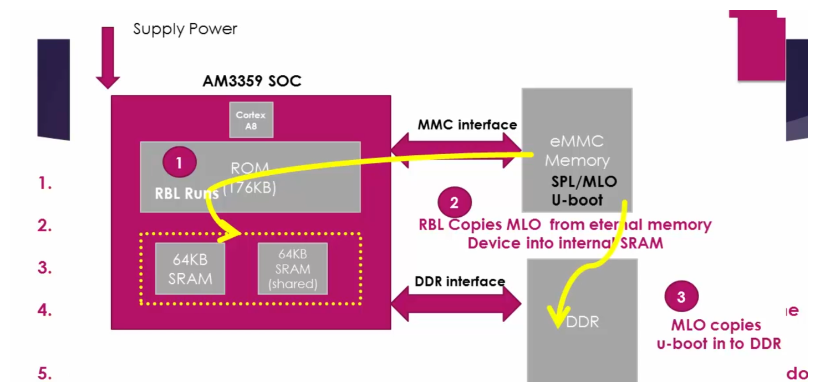 Supply Power
AM3359 SOC
Cortex
A8
MMC interface
eMMC
Memory
SPL/MLO
U-boot
1
ROM
(176KB)
RBL Runs
1.
2
2.
RBL Copies MLO from eternal memory
Device into internal SRAM
64KB
SRAM
64KB
SRAM
(shared)
3.
DDR interface
3
4.
DDR
MLO copies
u-boot in to DDR
e
5.
do